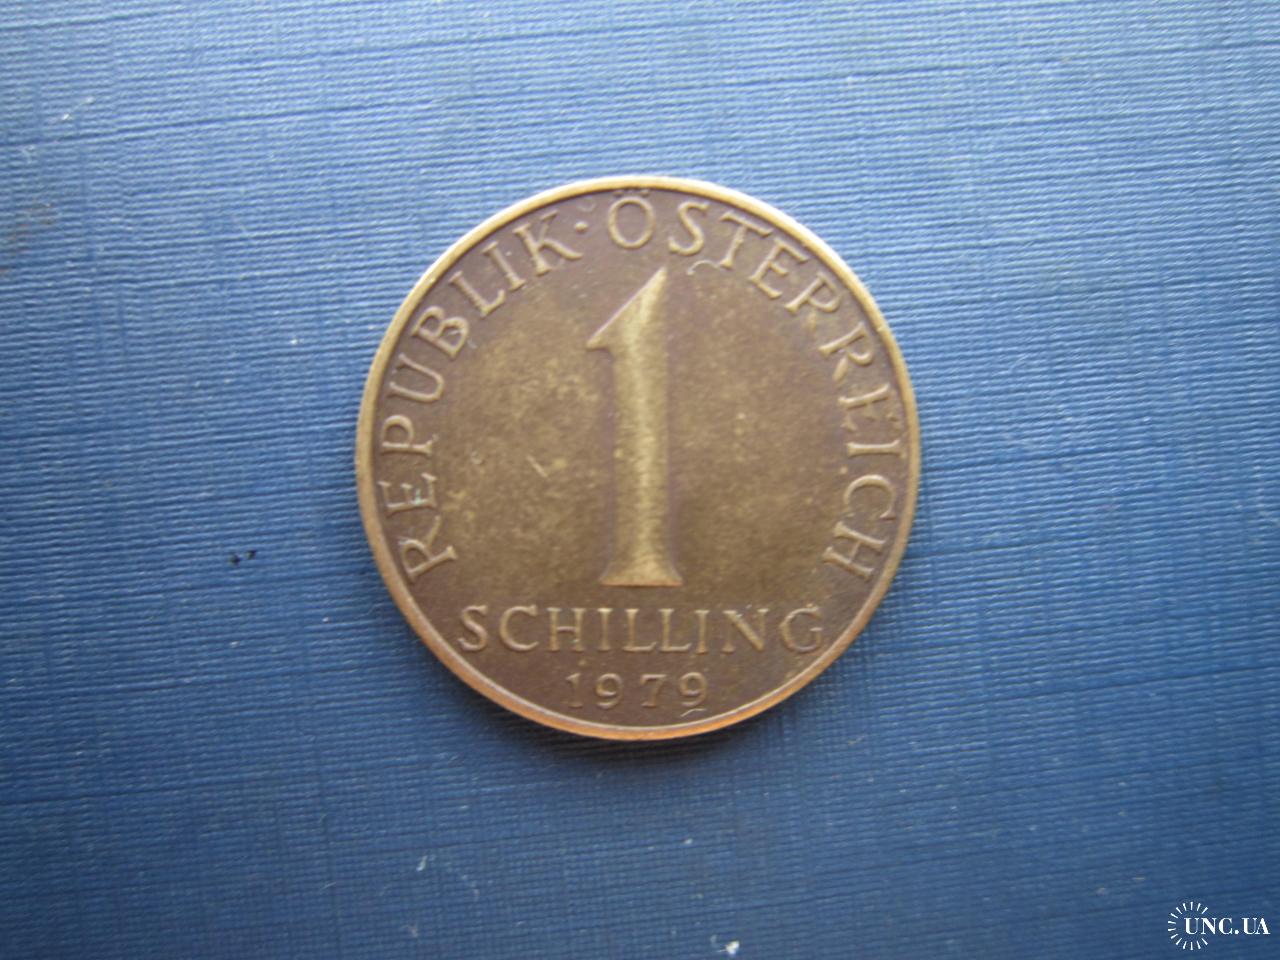 REPUBLIK · ÖSTERREICH
1
SCHILLING
1979
UNC.UA